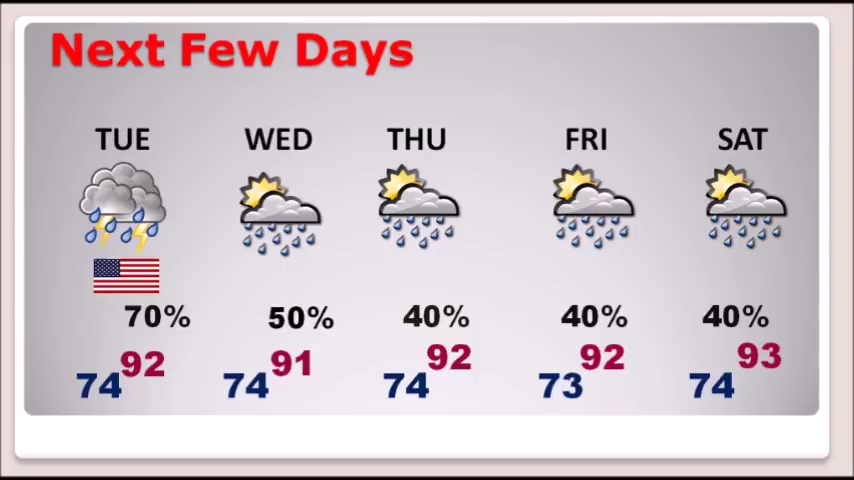 Next Few Days
TUE WED THU FRI SAT
70% 50% 40% 40% 40%
92 91 92 92 93
74 74 74 73 74